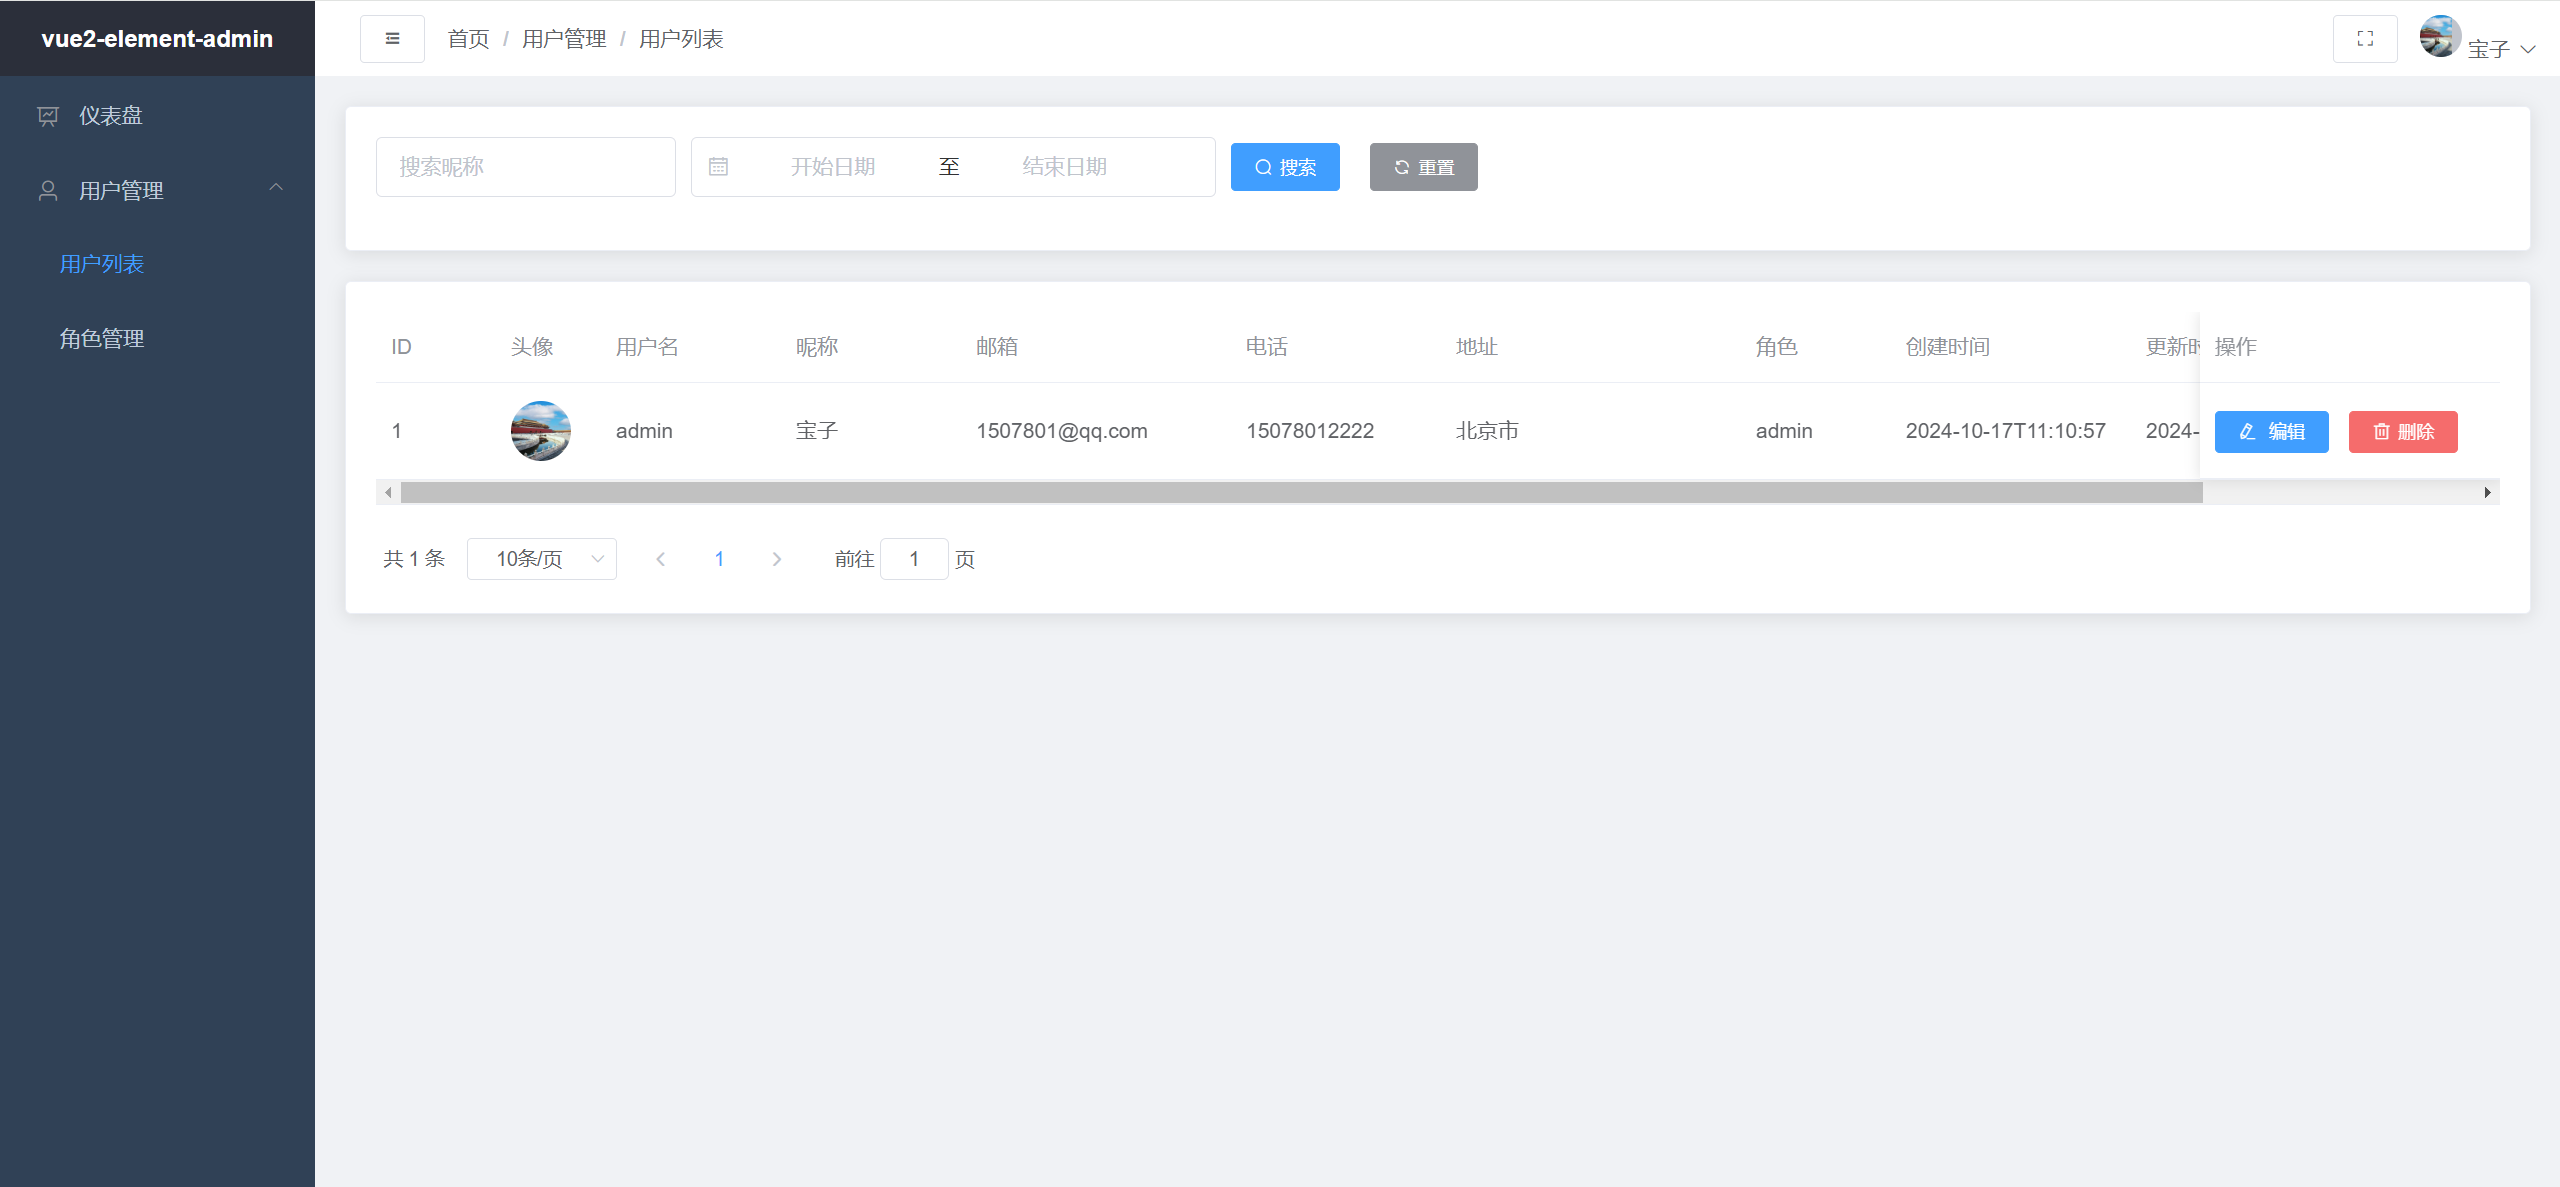 vue2-element-admin
首页 / 用户管理 / 用户列表
宝子
仪表盘
用户管理
用户列表
角色管理
搜索昵称 开始日期 至 结束日期 搜索 重置
ID 头像 用户名 昵称 邮箱 电话 地址 角色 创建时间 更新时 操作
1 admin 宝子 1507801@qq.com 15078012222 北京市 admin 2024-10-17T11:10:57 2024- 编辑 删除
共 1 条 10条/页 1 前往 1 页